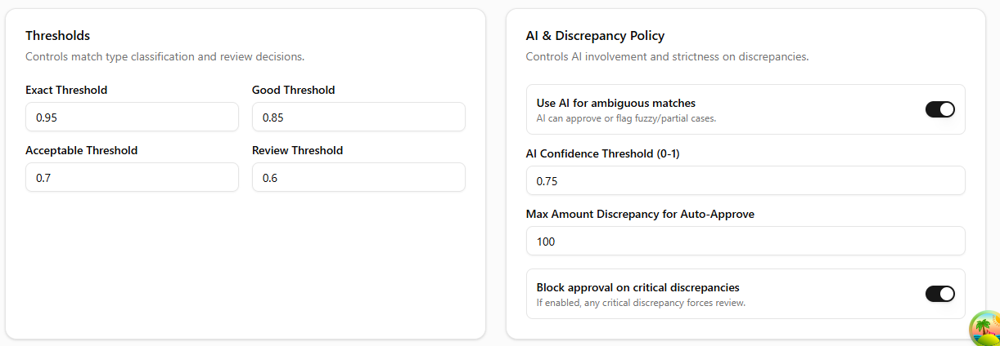 Thresholds
Controls match type classification and review decisions.
Exact Threshold
0.95
Good Threshold
0.85
Acceptable Threshold
0.7
Review Threshold
0.6
AI & Discrepancy Policy
Controls AI involvement and strictness on discrepancies.
Use AI for ambiguous matches
AI can approve or flag fuzzy/partial cases.
AI Confidence Threshold (0-1)
0.75
Max Amount Discrepancy for Auto-Approve
100
Block approval on critical discrepancies
If enabled, any critical discrepancy forces review.